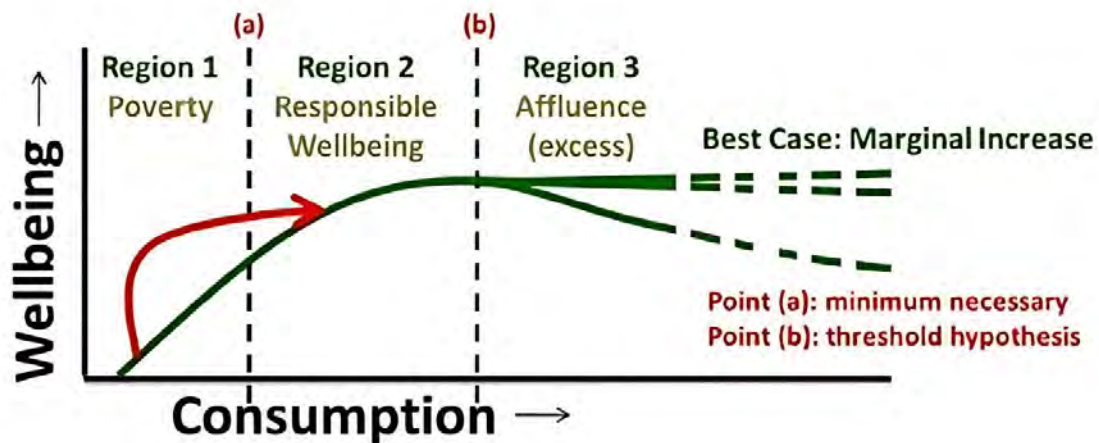 (a)
(b)
Region 1
Poverty
Region 2
Responsible
Wellbeing
Region 3
Affluence
(excess)
Best Case: Marginal Increase
Point (a): minimum necessary
Point (b): threshold hypothesis
Wellbeing →
Consumption →